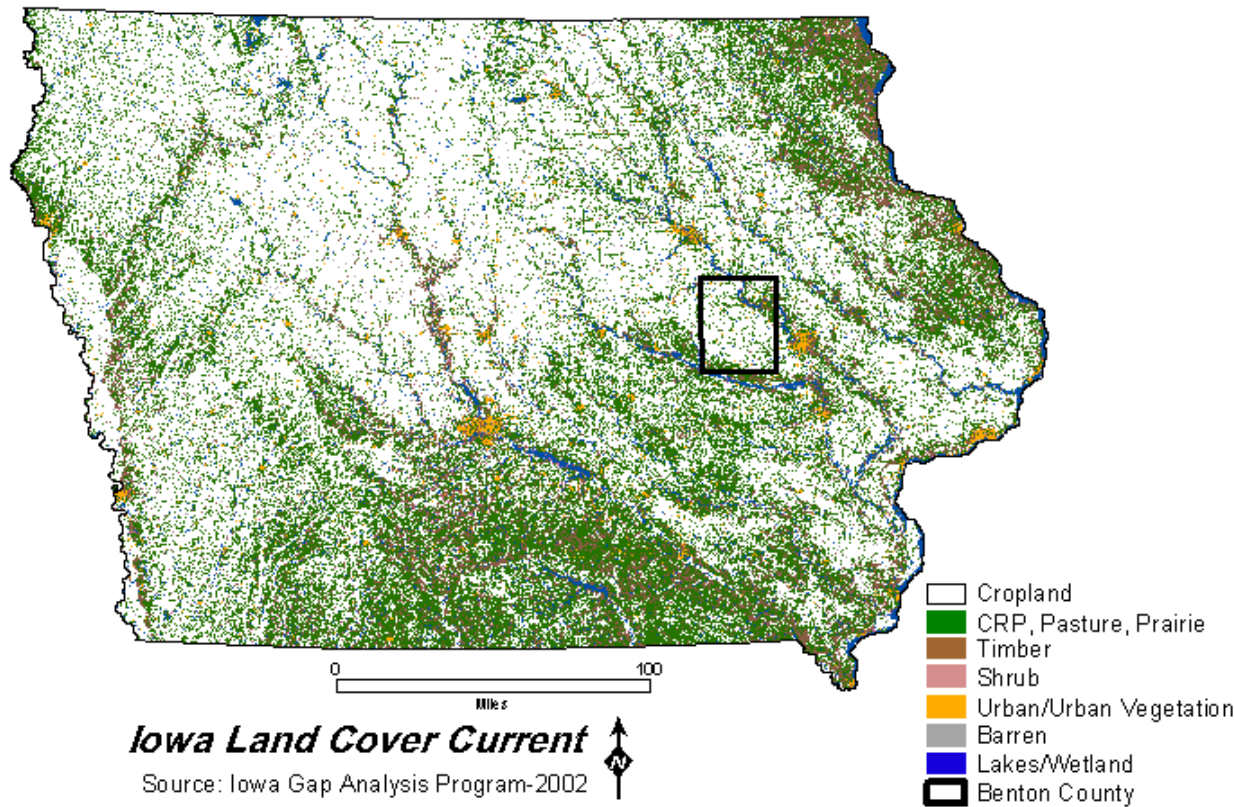 Cropland
CRP, Pasture, Prairie
Timber
Shrub
Urban/Urban Vegetation
Barren
Lakes/Wetland
Benton County
0 100
Miles
Iowa Land Cover Current
N
Source: Iowa Gap Analysis Program-2002